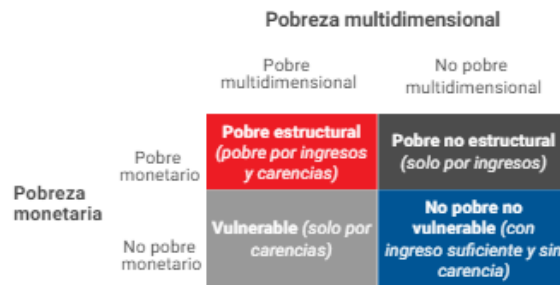 Pobreza multidimensional
Pobre
multidimensional
No pobre
multidimensional
Pobreza
monetaria
Pobre
monetario
Pobre estructural
(pobre por ingresos
y carencias)
Pobre no estructural
(solo por ingresos)
No pobre
monetario
Vulnerable (solo por
carencias)
No pobre no
vulnerable (con
ingreso suficiente y sin
carencia)